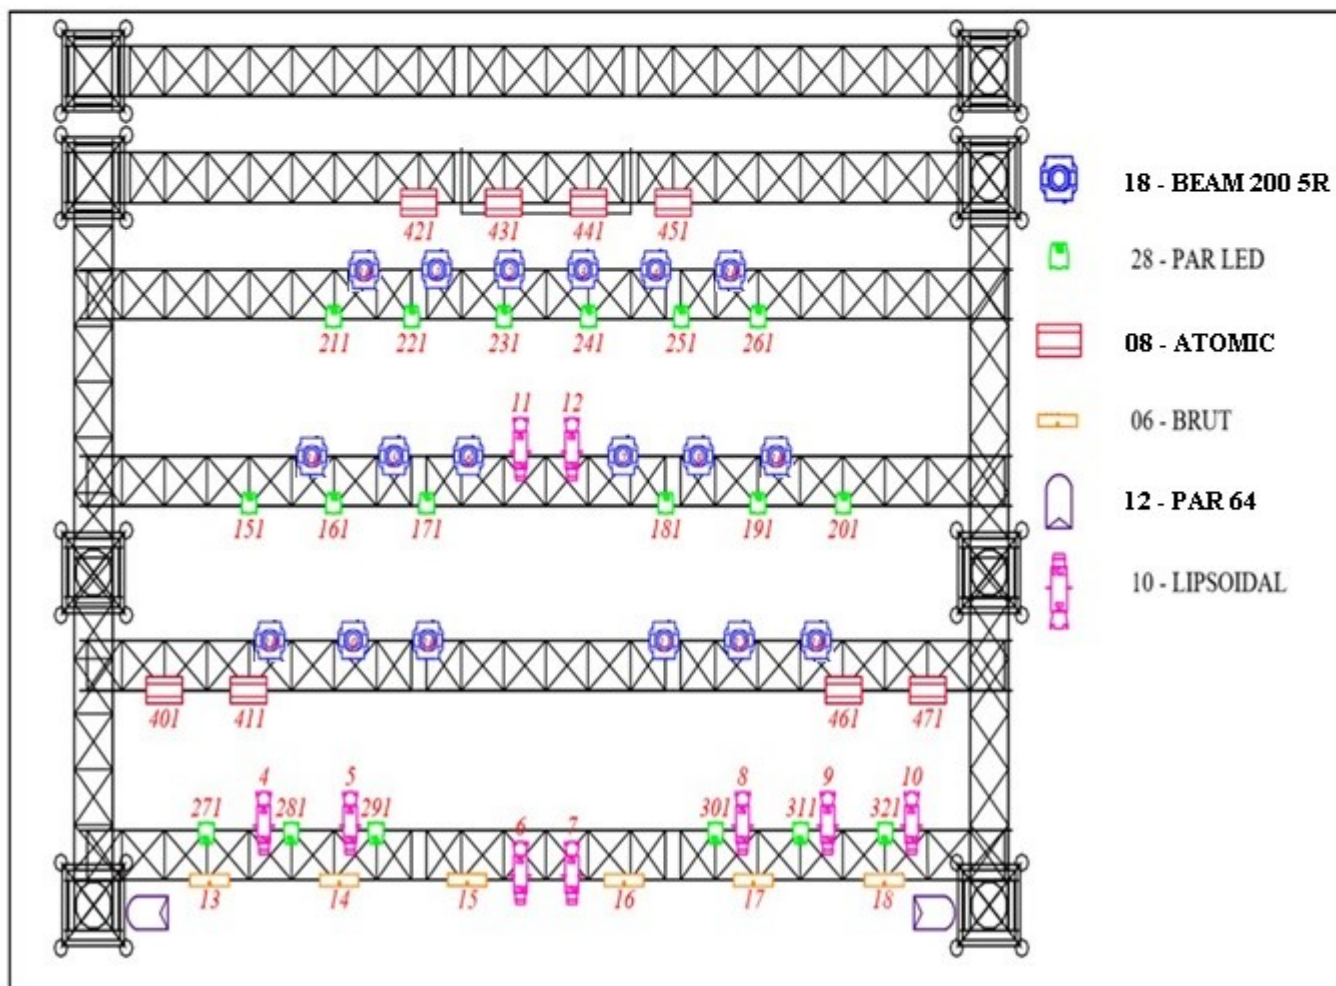 421 431 441 451
211 221 231 241 251 261
11 12
151 161 171 181 191 201
401 411 461 471
4 5 8 9 10
271 281 291 301 311 321
6 7
13 14 15 16 17 18
18 - BEAM 200 5R
28 - PAR LED
08 - ATOMIC
06 - BRUT
12 - PAR 64
10 - LIPSOIDAL